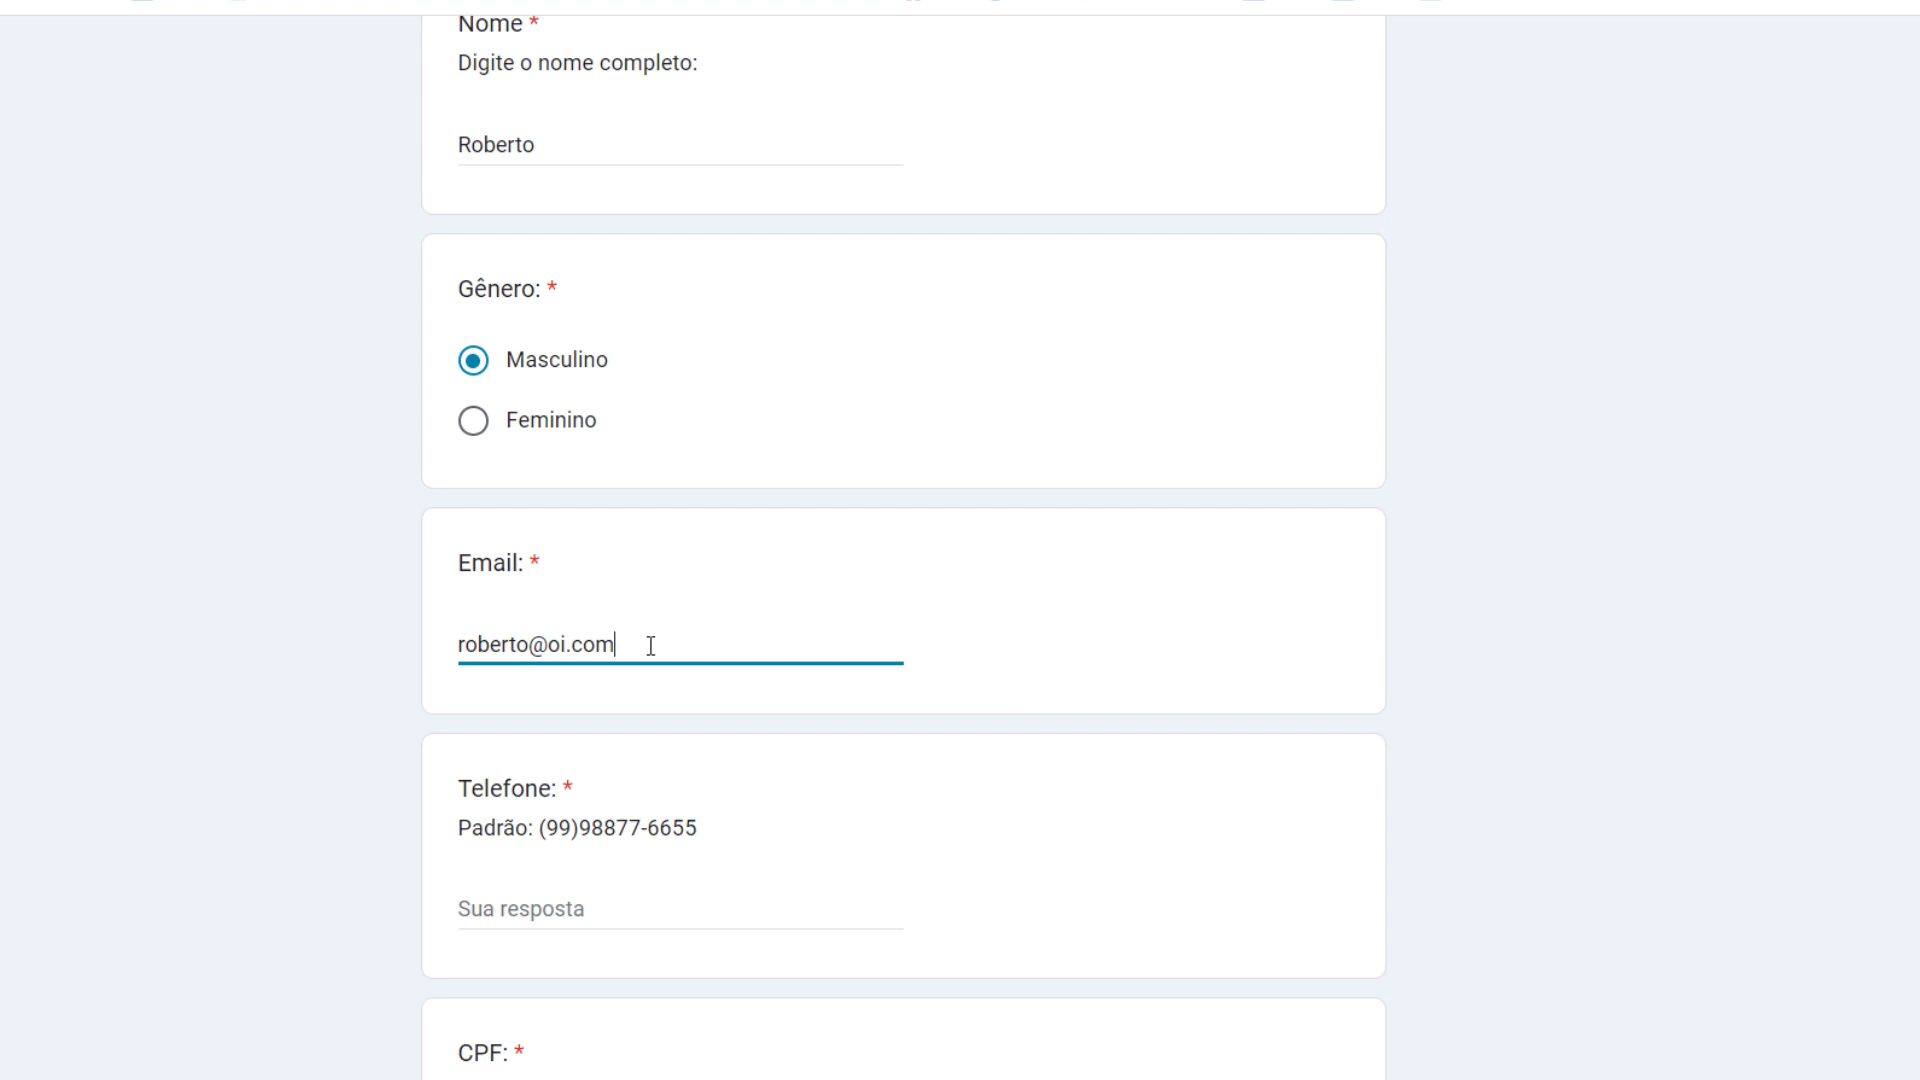 Nome *
Digite o nome completo:
Roberto
Gênero: *
Masculino
Feminino
Email: *
roberto@oi.com
Telefone: *
Padrão: (99)98877-6655
Sua resposta
CPF: *